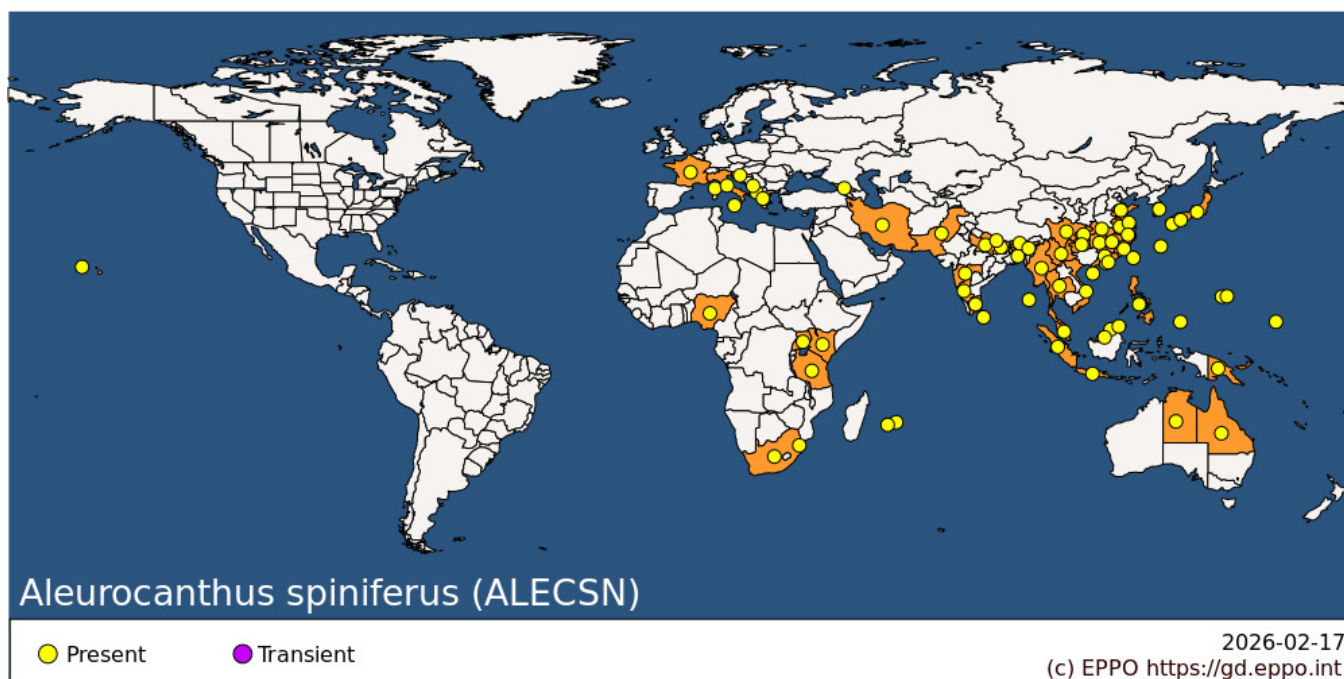 Aleurocanthus spiniferus (ALECSN)
Present
Transient
2026-02-17
(c) EPPO https://gd.eppo.int